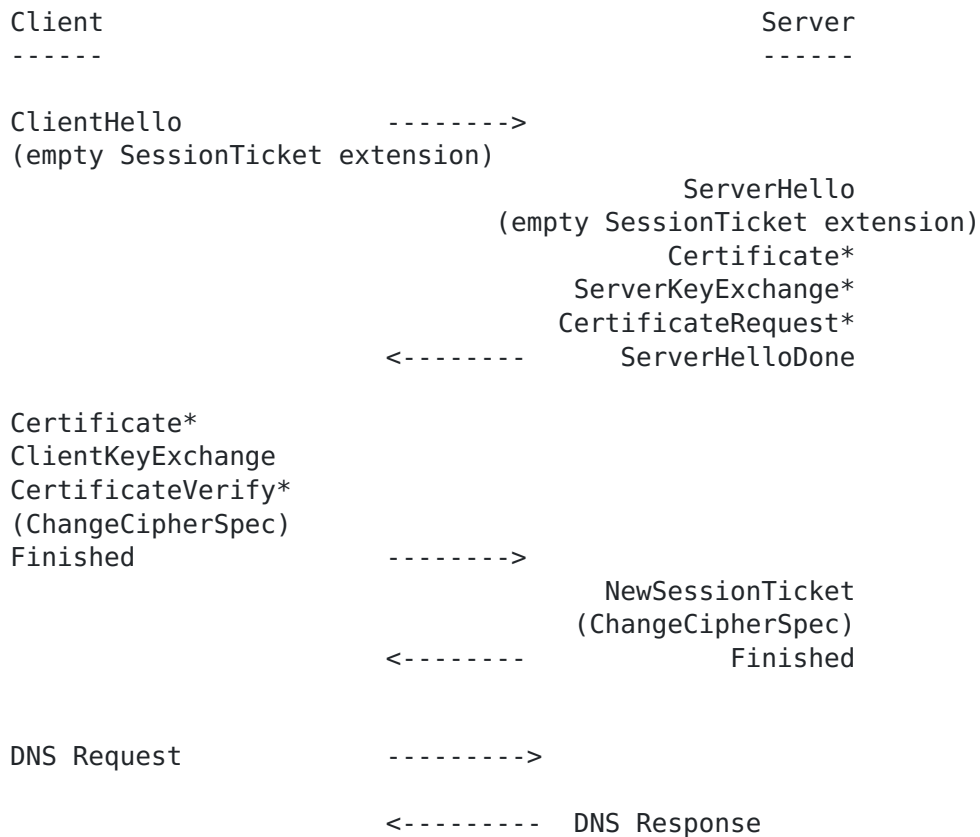 Client                                          Server
------                                          ------
ClientHello             -------->
(empty SessionTicket extension)
                                           ServerHello
                               (empty SessionTicket extension)
                                          Certificate*
                                    ServerKeyExchange*
                                   CertificateRequest*
                        <--------      ServerHelloDone
Certificate*
ClientKeyExchange
CertificateVerify*
(ChangeCipherSpec)
Finished                -------->
                                      NewSessionTicket
                                    (ChangeCipherSpec)
                        <--------             Finished
DNS Request             --------->
                        <---------  DNS Response